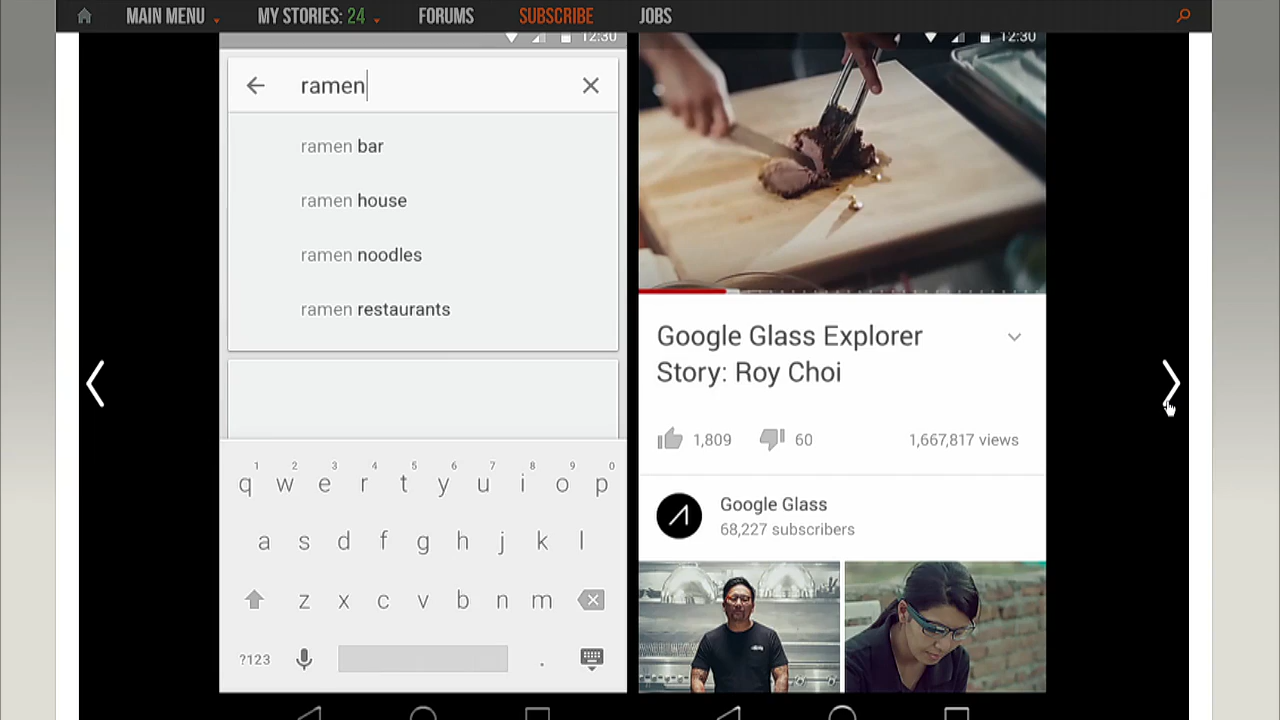 MAIN MENU MY STORIES: 24 FORUMS SUBSCRIBE JOBS
12:30
ramen
ramen bar
ramen house
ramen noodles
ramen restaurants
1 2 3 4 5 6 7 8 9 0
q w e r t y u i o p
a s d f g h j k l
z x c v b n m
?123 .
12:30
Google Glass Explorer
Story: Roy Choi
1,809 60 1,667,817 views
Google Glass
68,227 subscribers